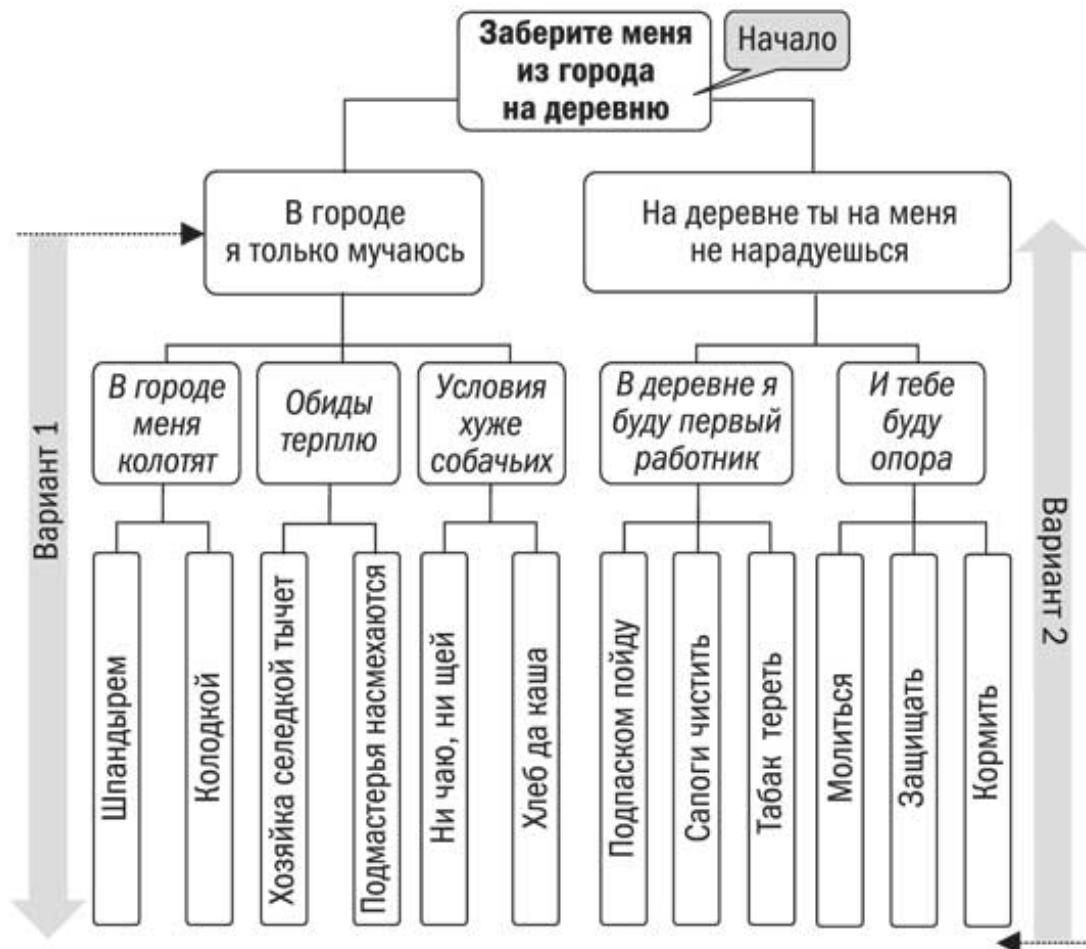 Заберите меня
из города
на деревню
Начало
В городе
я только мучаюсь
На деревне ты на меня
не нарадуешься
В городе
меня
колотят
Обиды
терплю
Условия
хуже
собачьих
В деревне я
буду первый
работник
И тебе
буду
опора
Вариант 1
Шпандырем
Колодкой
Хозяйка селедкой тычет
Подмастерья насмехаются
Ни чаю, ни щей
Хлеб да каша
Подпаском пойду
Сапоги чистить
Табак тереть
Молиться
Защищать
Кормить
Вариант 2